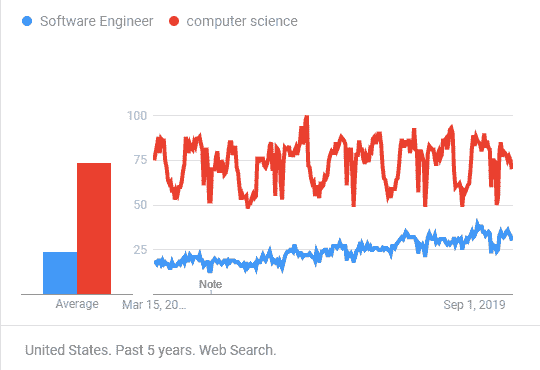 Software Engineer computer science
100
75
50
25
Note
Average Mar 15, 20... Sep 1, 2019
United States. Past 5 years. Web Search.